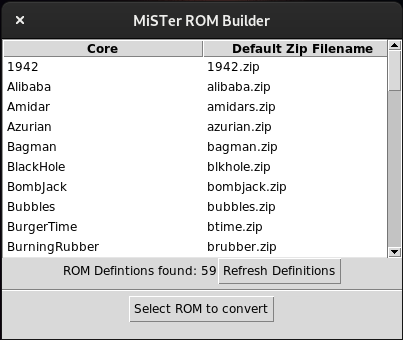 MiSTer ROM Builder
Core Default Zip Filename
1942 1942.zip
Alibaba alibaba.zip
Amidar amidars.zip
Azurian azurian.zip
Bagman bagman.zip
BlackHole blkhole.zip
BombJack bombjack.zip
Bubbles bubbles.zip
BurgerTime btime.zip
BurningRubber brubber.zip
ROM Defintions found: 59 Refresh Definitions
Select ROM to convert